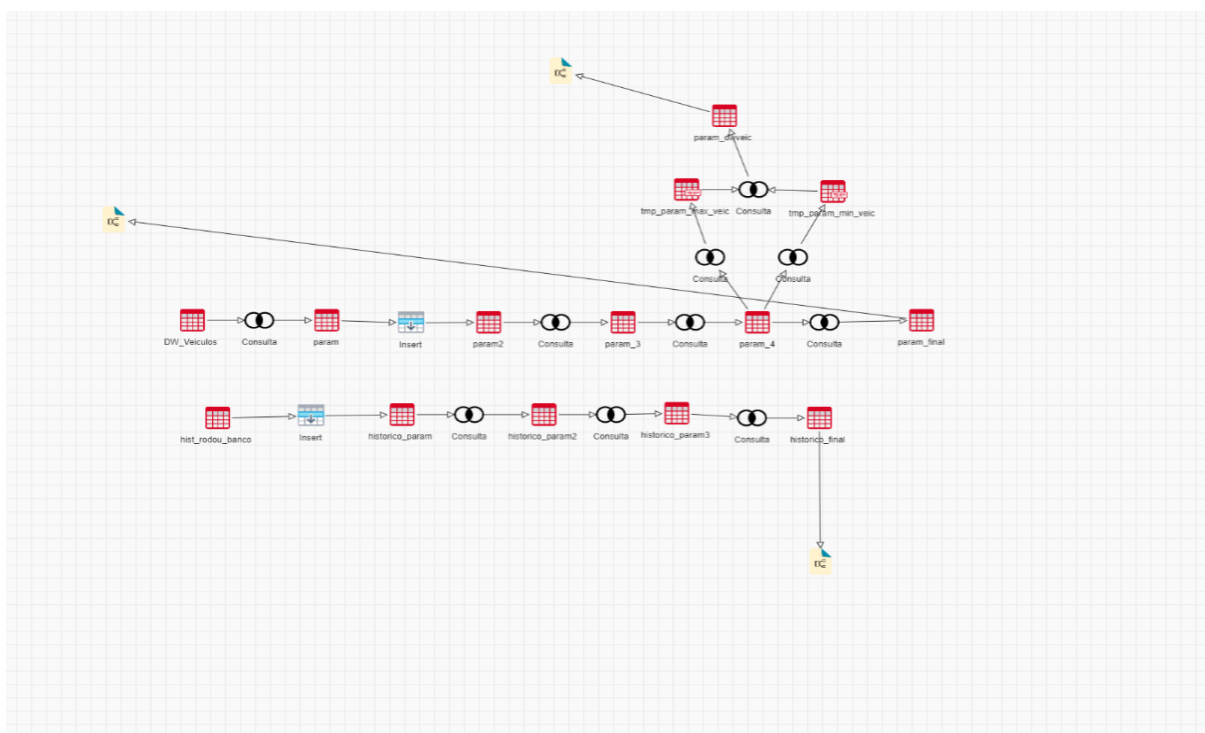 tmp_param_max_veic
Consulta
tmp_param_min_veic
Consulta
Consulta
DW_Veiculos
Consulta
param
Insert
param2
Consulta
param_3
Consulta
param_4
Consulta
param_final
hist_rodou_banco
Insert
historico_param
Consulta
historico_param2
Consulta
historico_param3
Consulta
historico_final